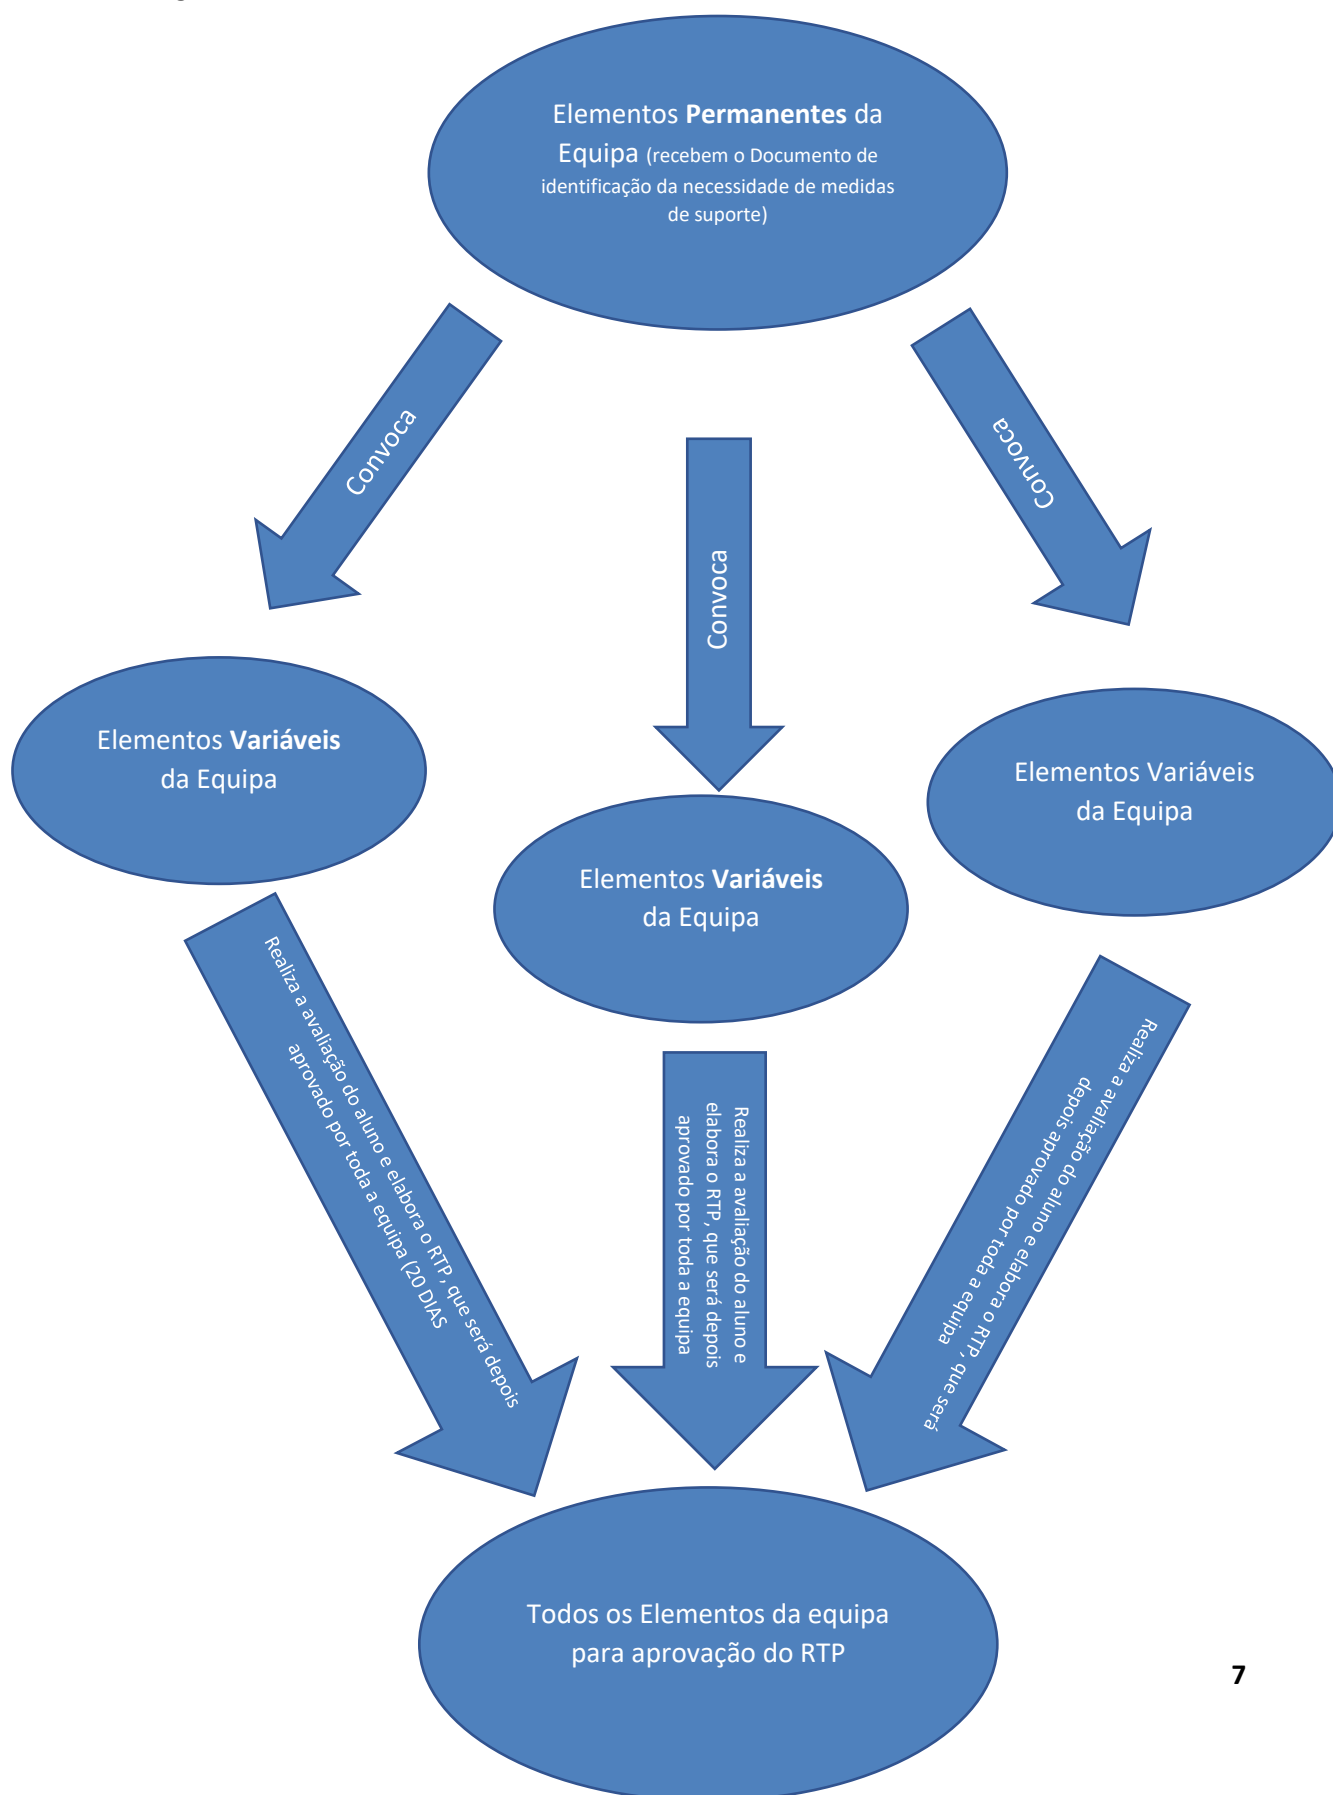 Elementos Permanentes da
Equipa (recebem o Documento de
identificação da necessidade de medidas
de suporte)
Convoca
Convoca
Convoca
Elementos Variáveis
da Equipa
Elementos Variáveis
da Equipa
Elementos Variáveis
da Equipa
Realiza a avaliação do aluno e elabora o RTP, que será depois
aprovado por toda a equipa (20 DIAS
Realiza a avaliação do aluno e
elabora o RTP, que será depois
aprovado por toda a equipa
Realiza a avaliação do aluno e elabora o RTP, que será
depois aprovado por toda a equipa
Todos os Elementos da equipa
para aprovação do RTP
7